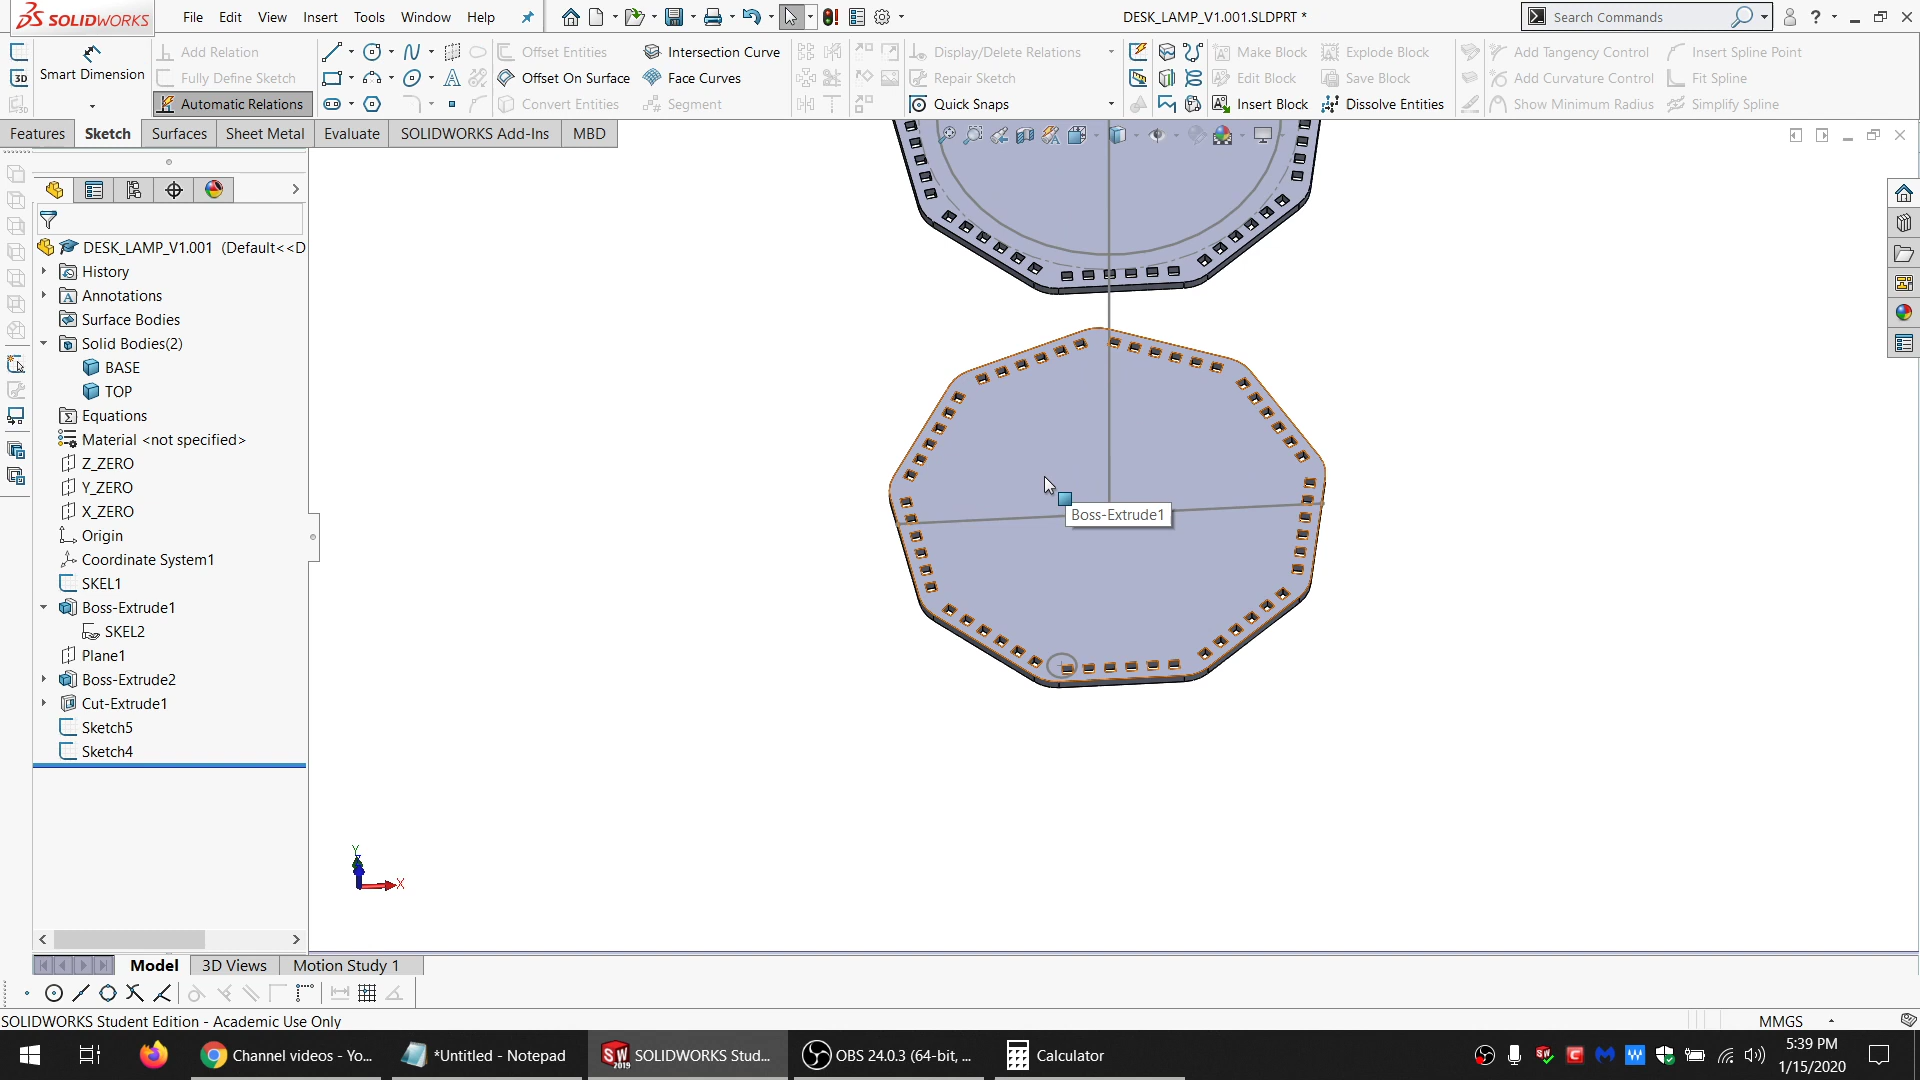 SOLIDWORKS File Edit View Insert Tools Window Help DESK_LAMP_V1.001.SLDPRT * Search Commands ?
Smart Dimension
Add Relation
Fully Define Sketch
Automatic Relations
Offset Entities
Offset On Surface
Convert Entities
Intersection Curve
Face Curves
Segment
Display/Delete Relations
Repair Sketch
Quick Snaps
Make Block
Edit Block
Insert Block
Explode Block
Save Block
Dissolve Entities
Add Tangency Control
Add Curvature Control
Show Minimum Radius
Insert Spline Point
Fit Spline
Simplify Spline
Features Sketch Surfaces Sheet Metal Evaluate SOLIDWORKS Add-Ins MBD
DESK_LAMP_V1.001 (Default<<D
History
Annotations
Surface Bodies
Solid Bodies(2)
BASE
TOP
Equations
Material <not specified>
Z_ZERO
Y_ZERO
X_ZERO
Origin
Coordinate System1
SKEL1
Boss-Extrude1
SKEL2
Plane1
Boss-Extrude2
Cut-Extrude1
Sketch5
Sketch4
Boss-Extrude1
Y
X
Model 3D Views Motion Study 1
SOLIDWORKS Student Edition - Academic Use Only
MMGS
Channel videos - Yo...
*Untitled - Notepad
SOLIDWORKS Stud...
OBS 24.0.3 (64-bit, ...
Calculator
5:39 PM
1/15/2020